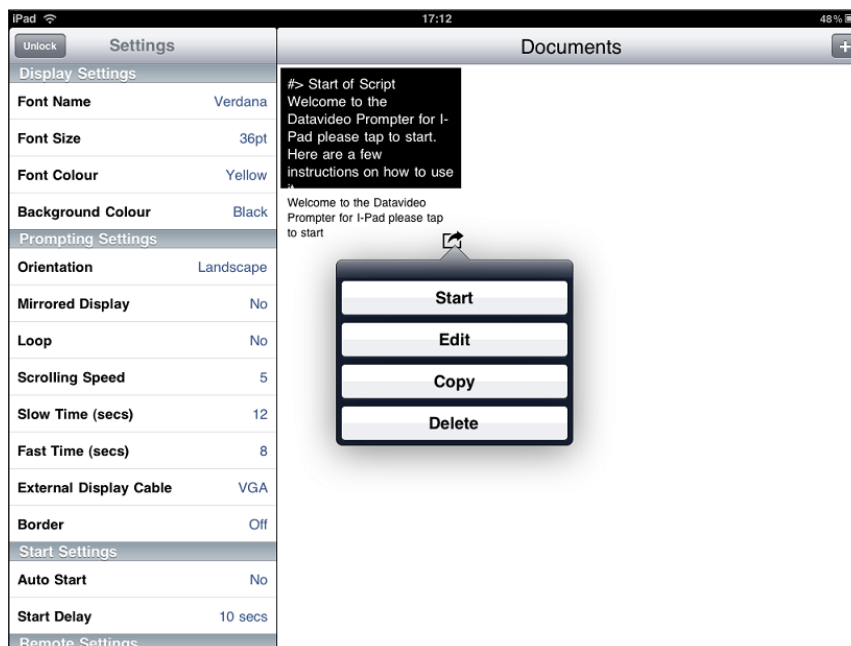 iPad 17:12 48%
Unlock Settings
Display Settings
Font Name Verdana
Font Size 36pt
Font Colour Yellow
Background Colour Black
Prompting Settings
Orientation Landscape
Mirrored Display No
Loop No
Scrolling Speed 5
Slow Time (secs) 12
Fast Time (secs) 8
External Display Cable VGA
Border Off
Start Settings
Auto Start No
Start Delay 10 secs
Remote Settings
Documents +
#> Start of Script
Welcome to the
Datavideo Prompter for I-
Pad please tap to start.
Here are a few
instructions on how to use
it
Welcome to the Datavideo
Prompter for I-Pad please tap
to start
Start
Edit
Copy
Delete